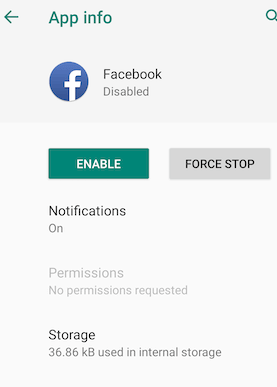 App info
Facebook
Disabled
ENABLE
FORCE STOP
Notifications
On
Permissions
No permissions requested
Storage
36.86 kB used in internal storage